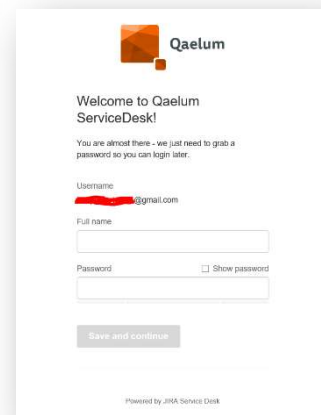 Qaelum
Welcome to Qaelum
ServiceDesk!
You are almost there - we just need to grab a
password so you can login later.
Username
@gmail.com
Full name
Password
Show password
Save and continue
Powered by JIRA Service Desk